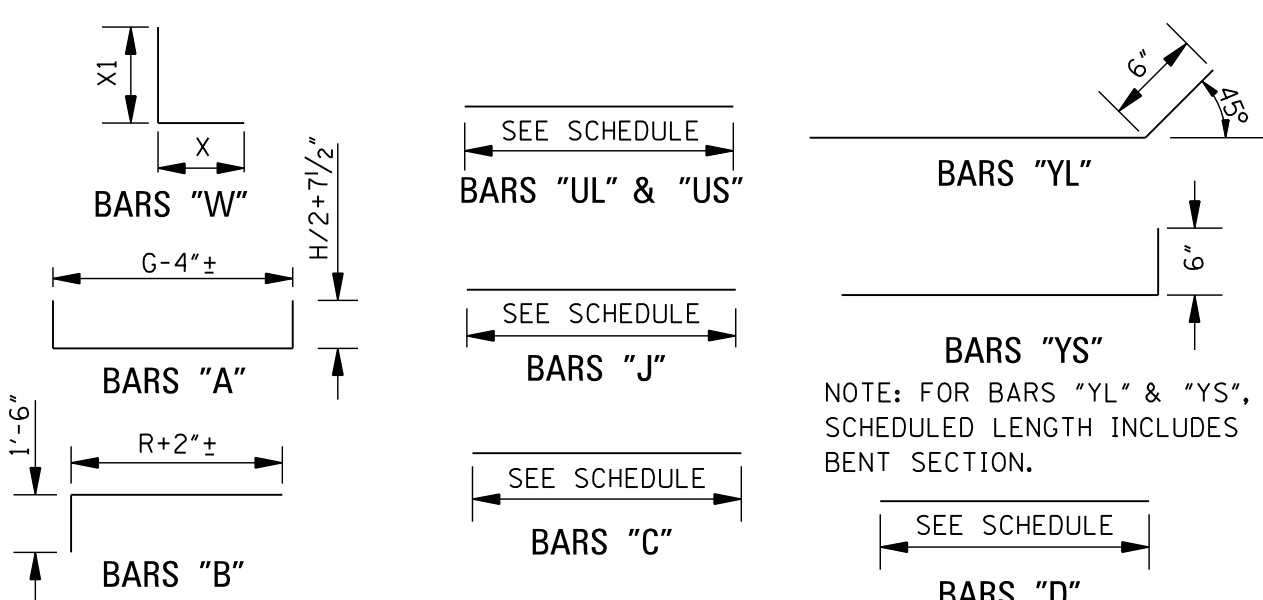 X1
X
BARS "W"
H/2+7½"
G-4"±
BARS "A"
1'-6"
R+2"±
BARS "B"
SEE SCHEDULE
BARS "UL" & "US"
SEE SCHEDULE
BARS "J"
SEE SCHEDULE
BARS "C"
6"
45°
BARS "YL"
6"
BARS "YS"
NOTE: FOR BARS "YL" & "YS",
SCHEDULED LENGTH INCLUDES
BENT SECTION.
SEE SCHEDULE
BARS "D"